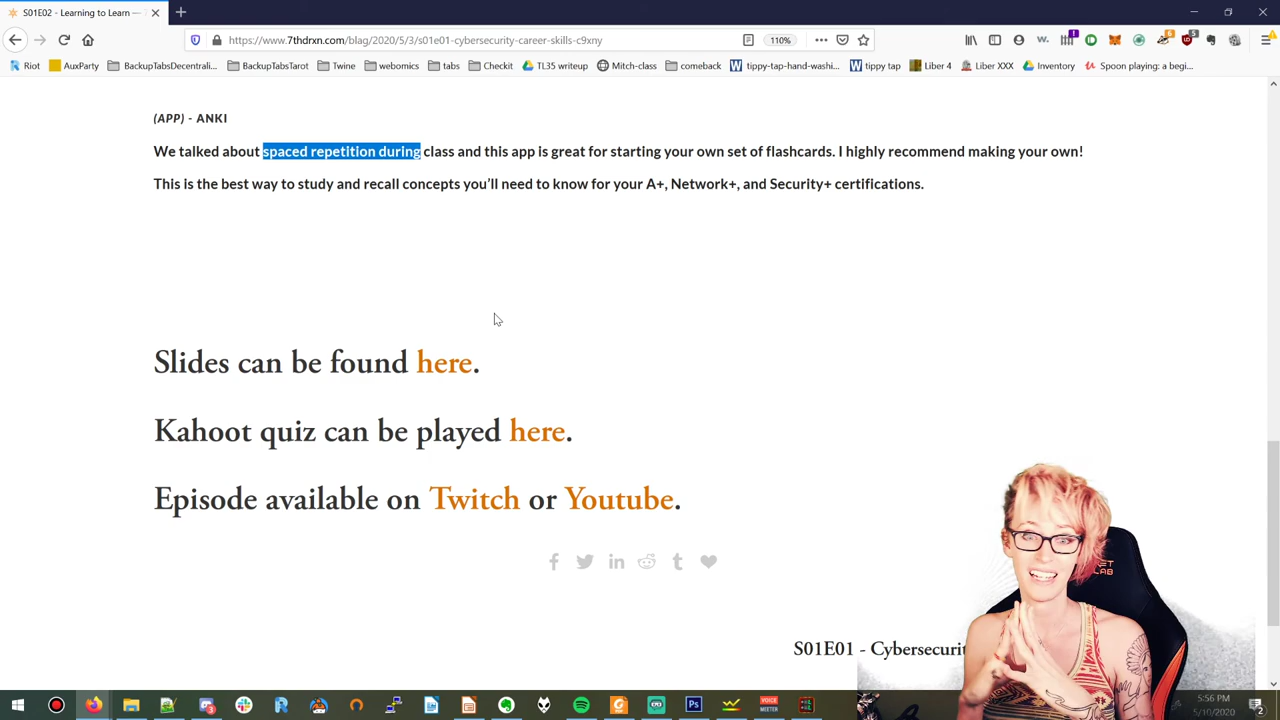 S01E02 - Learning to Learn —
https://www.7thdrxn.com/blag/2020/5/3/s01e01-cybersecurity-career-skills-c9xny
110%
Riot
AuxParty
BackupTabsDecentrali...
BackupTabsTarot
Twine
webomics
tabs
Checkit
TL35 writeup
Mitch-class
comeback
tippy-tap-hand-washi...
tippy tap
Liber 4
Liber XXX
Inventory
Spoon playing: a begi...
(APP) - ANKI
We talked about spaced repetition during class and this app is great for starting your own set of flashcards. I highly recommend making your own!
This is the best way to study and recall concepts you’ll need to know for your A+, Network+, and Security+ certifications.
Slides can be found here.
Kahoot quiz can be played here.
Episode available on Twitch or Youtube.
S01E01 - Cybersecurit
5:56 PM
5/10/2020